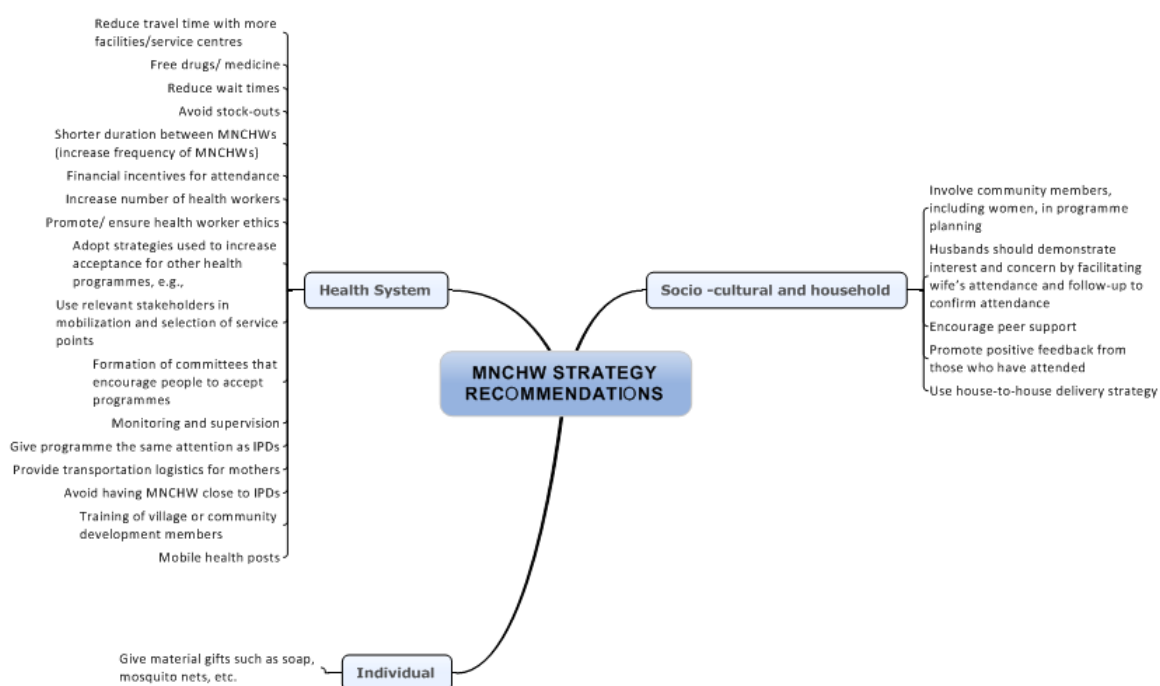 MNCHW STRATEGY
RECOMMENDATIONS
Health System
Reduce travel time with more
facilities/service centres
Free drugs/ medicine
Reduce wait times
Avoid stock-outs
Shorter duration between MNCHWs
(increase frequency of MNCHWs)
Financial incentives for attendance
Increase number of health workers
Promote/ ensure health worker ethics
Adopt strategies used to increase
acceptance for other health
programmes, e.g.,
Use relevant stakeholders in
mobilization and selection of service
points
Formation of committees that
encourage people to accept
programmes
Monitoring and supervision
Give programme the same attention as IPDs
Provide transportation logistics for mothers
Avoid having MNCHW close to IPDs
Training of village or community
development members
Mobile health posts
Socio -cultural and household
Involve community members,
including women, in programme
planning
Husbands should demonstrate
interest and concern by facilitating
wife's attendance and follow-up to
confirm attendance
Encourage peer support
Promote positive feedback from
those who have attended
Use house-to-house delivery strategy
Individual
Give material gifts such as soap,
mosquito nets, etc.